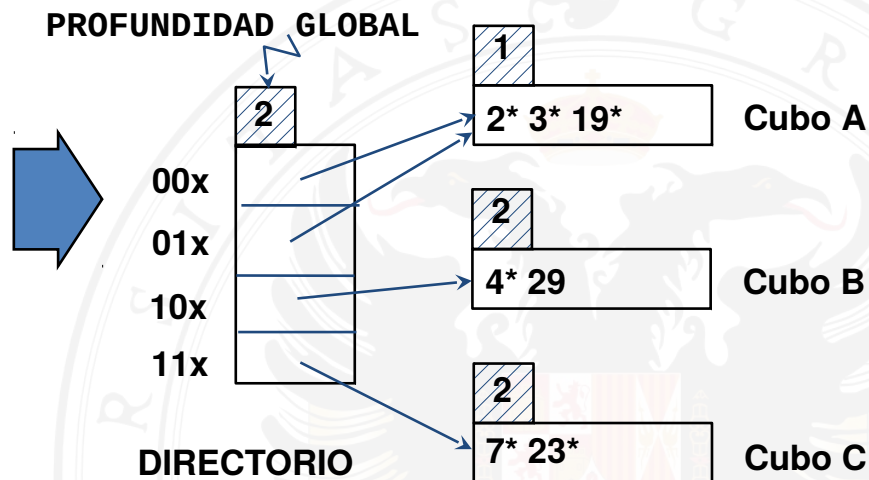 PROFUNDIDAD GLOBAL
2
00x
01x
10x
11x
DIRECTORIO
1
2* 3* 19*
Cubo A
2
4* 29
Cubo B
2
7* 23*
Cubo C